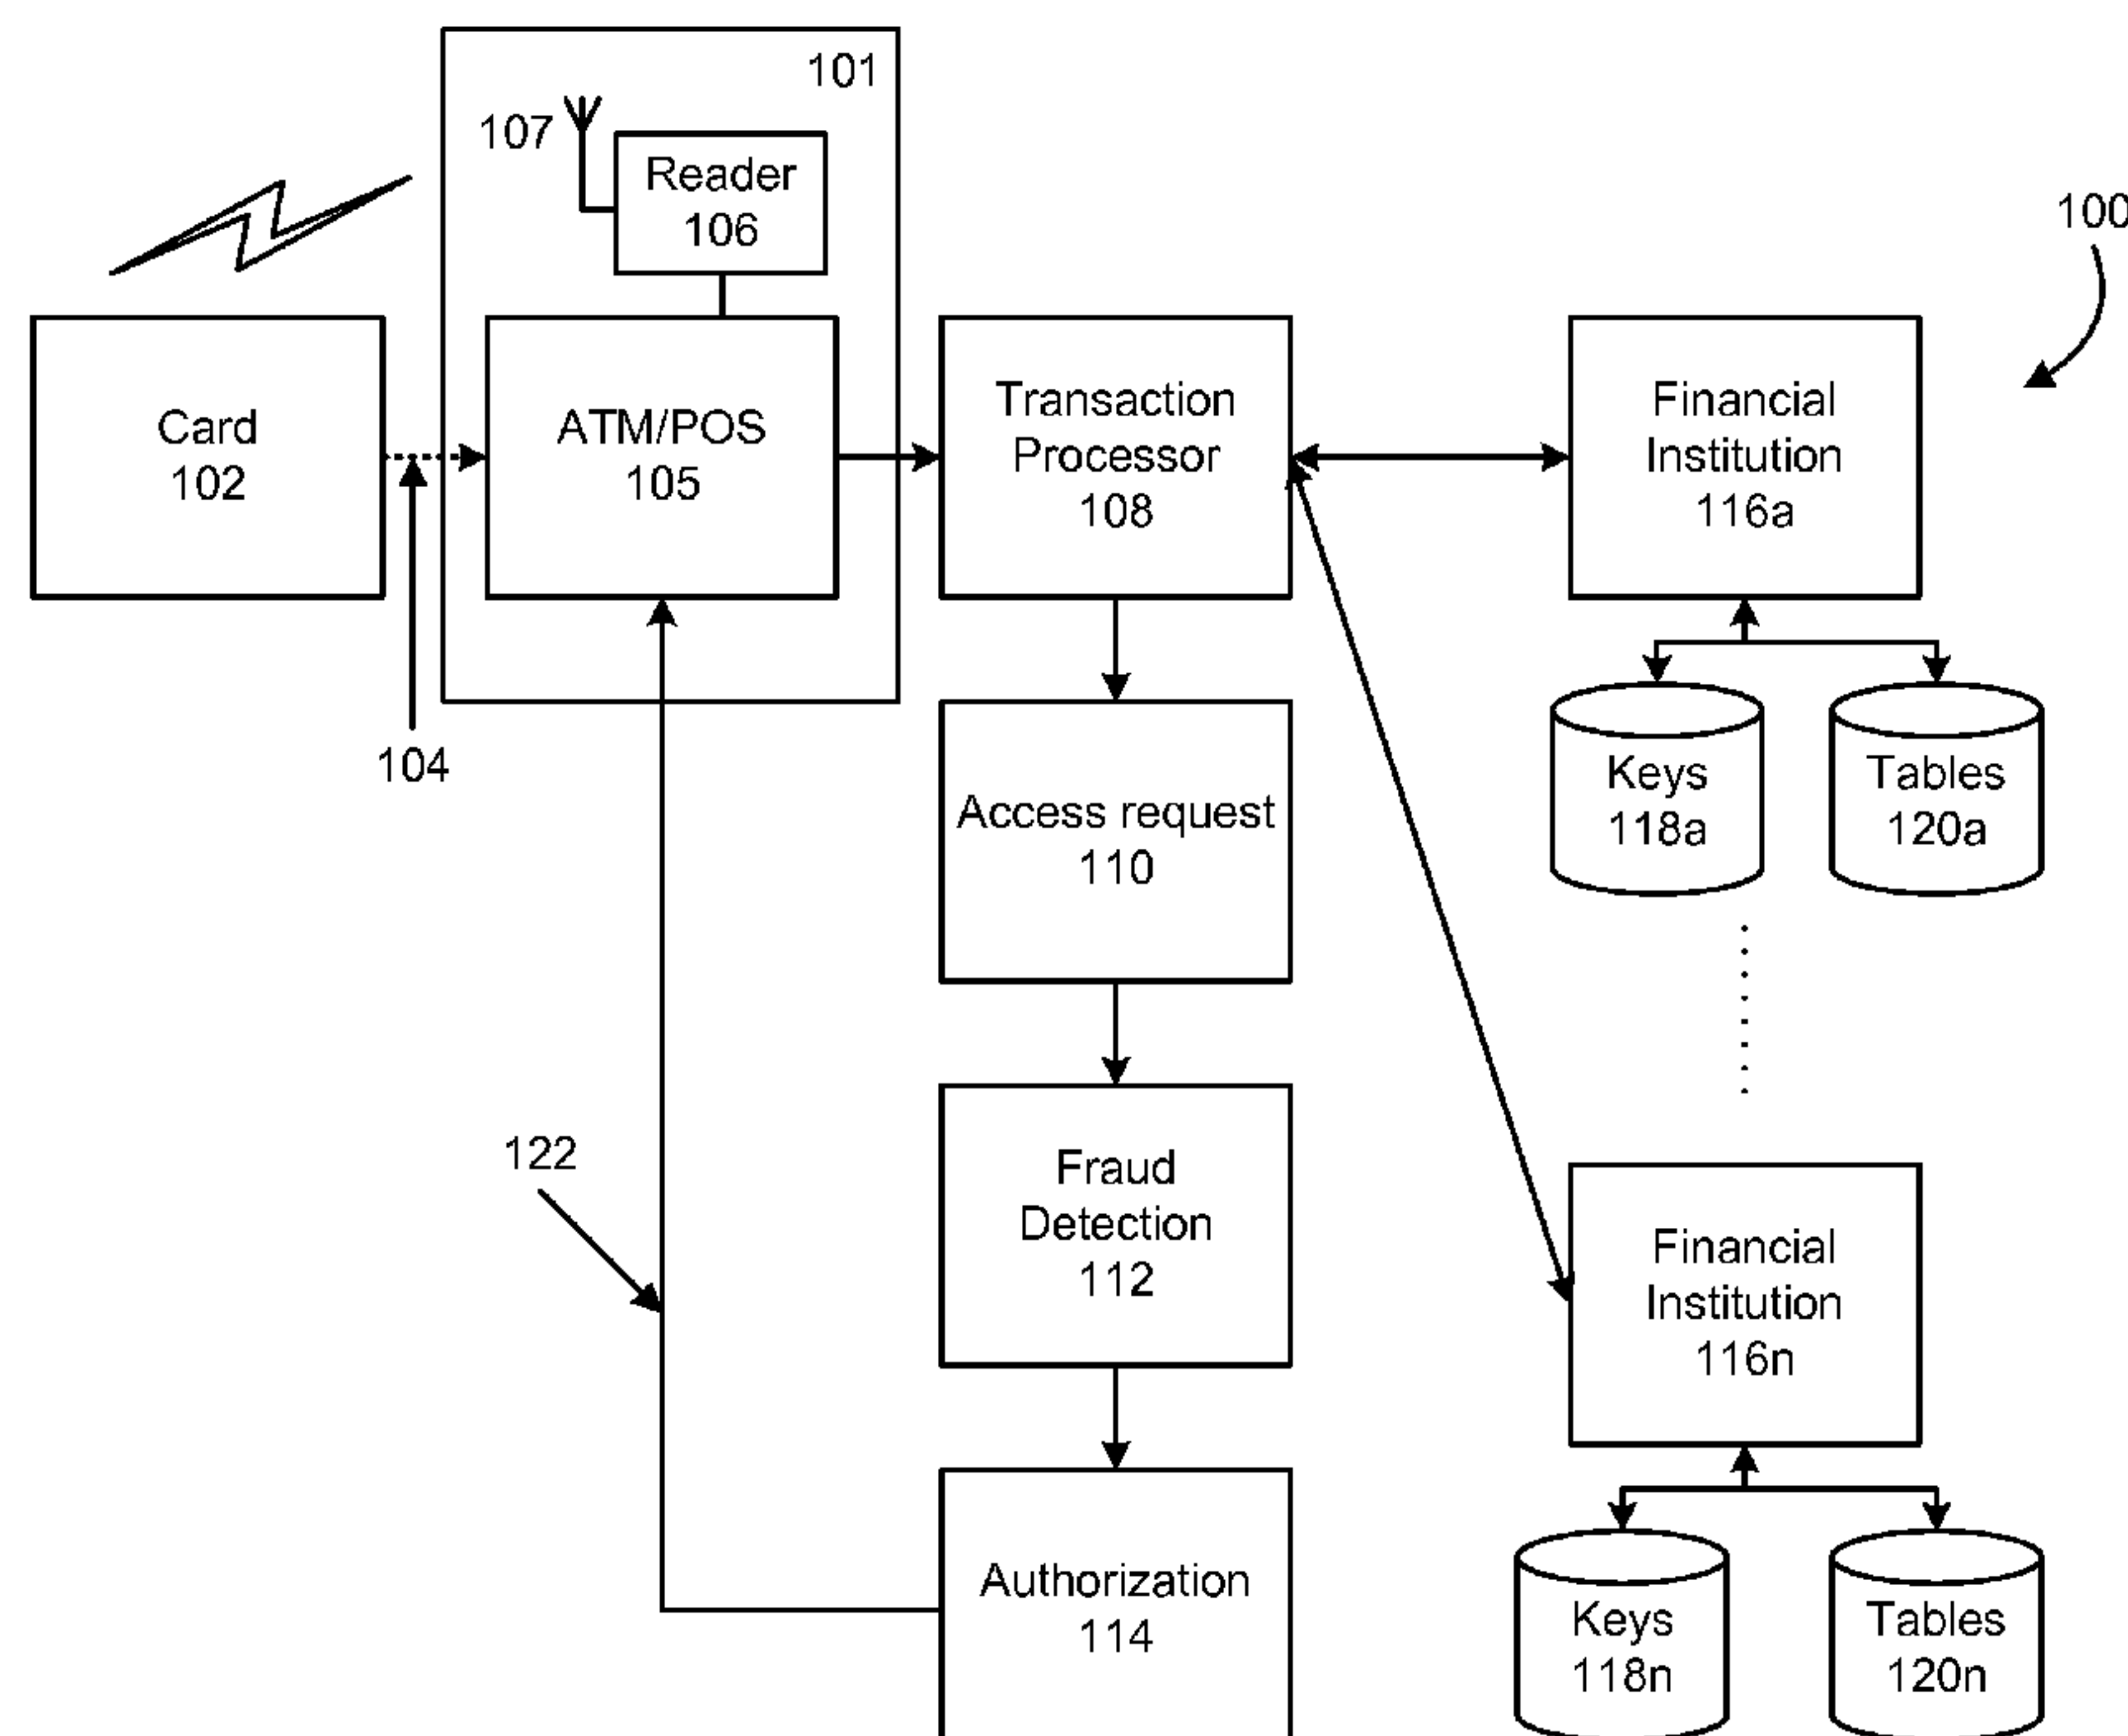 101
107
Reader
106
100
Card
102
ATM/POS
105
Transaction
Processor
108
Financial
Institution
116a
104
Access request
110
Keys
118a
Tables
120a
122
Fraud
Detection
112
Financial
Institution
116n
Authorization
114
Keys
118n
Tables
120n